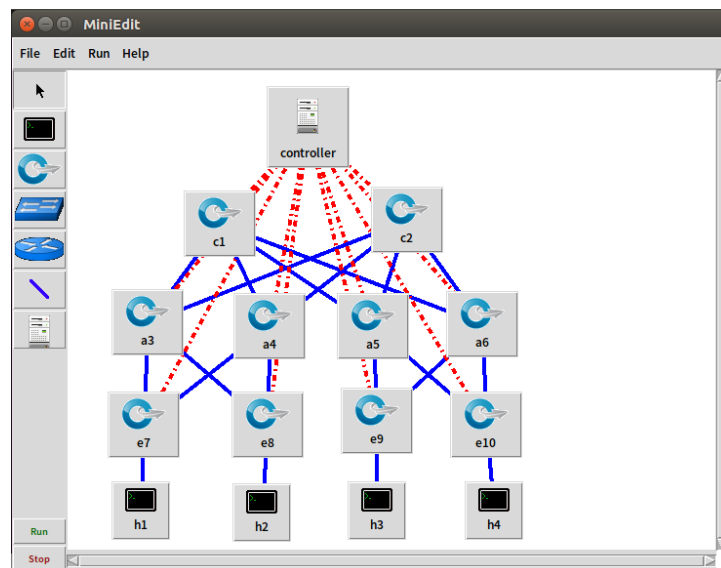 MiniEdit
File Edit Run Help
controller
c1 c2
a3 a4 a5 a6
e7 e8 e9 e10
h1 h2 h3 h4
Run
Stop